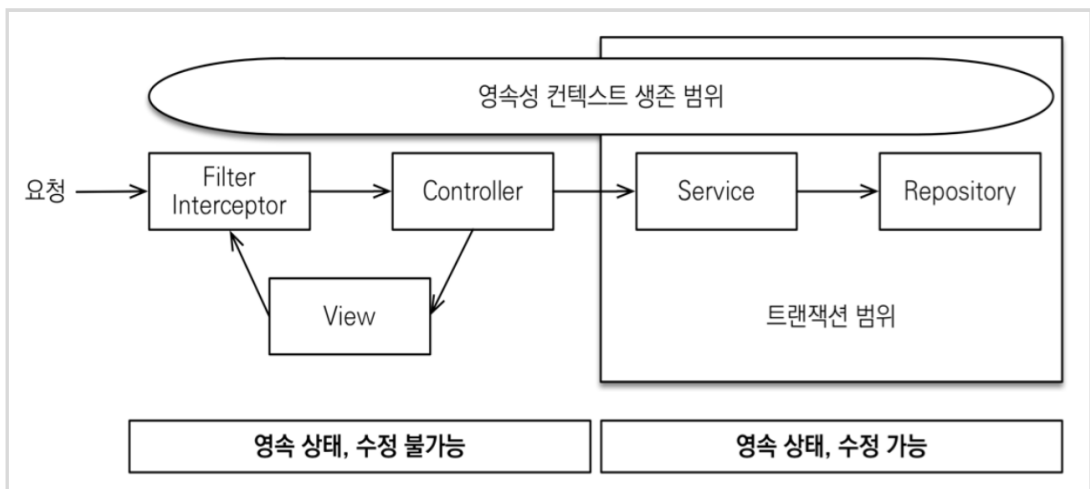 영속성 컨텍스트 생존 범위
요청
Filter
Interceptor
Controller
Service
Repository
View
트랜잭션 범위
영속 상태, 수정 불가능
영속 상태, 수정 가능